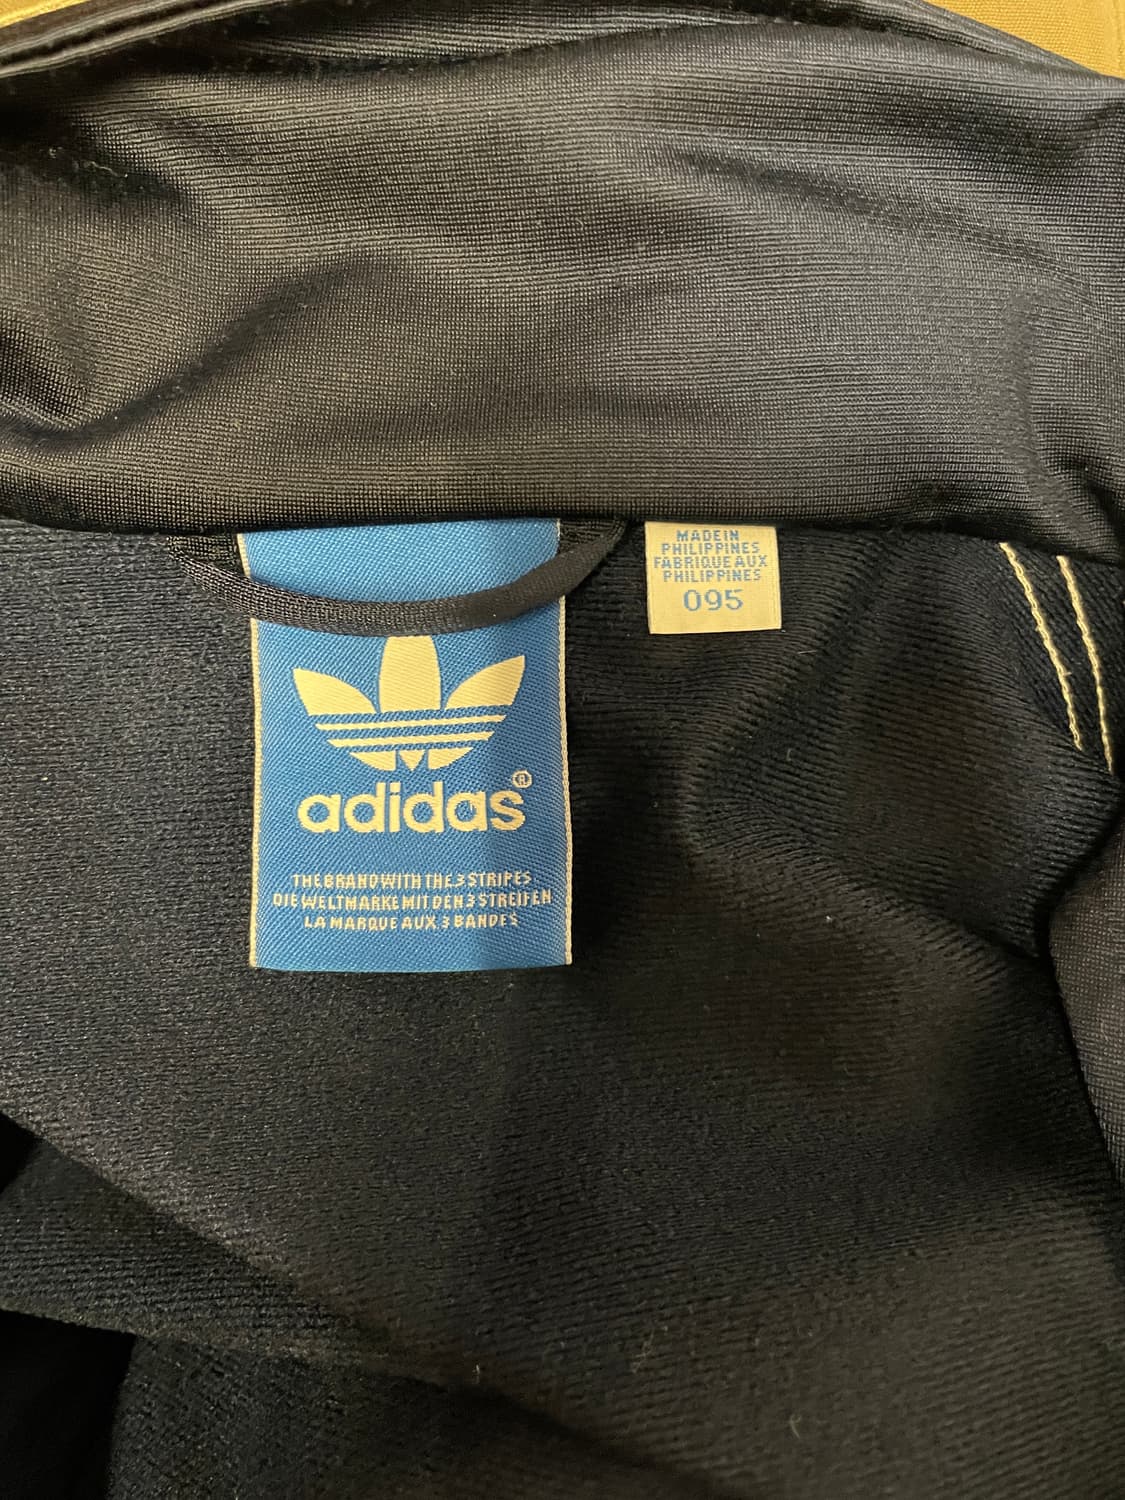 MADE IN
PHILIPPINES
FABRIQUE AUX
PHILIPPINES
095
adidas®
THE BRAND WITH THE 3 STRIPES
DIE WELTMARKE MIT DEN 3 STREIFEN
LA MARQUE AUX 3 BANDES